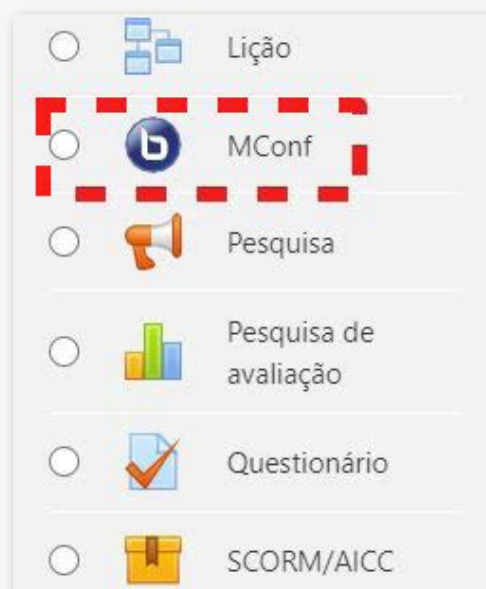 Lição
MConf
Pesquisa
Pesquisa de
avaliação
Questionário
SCORM/AICC